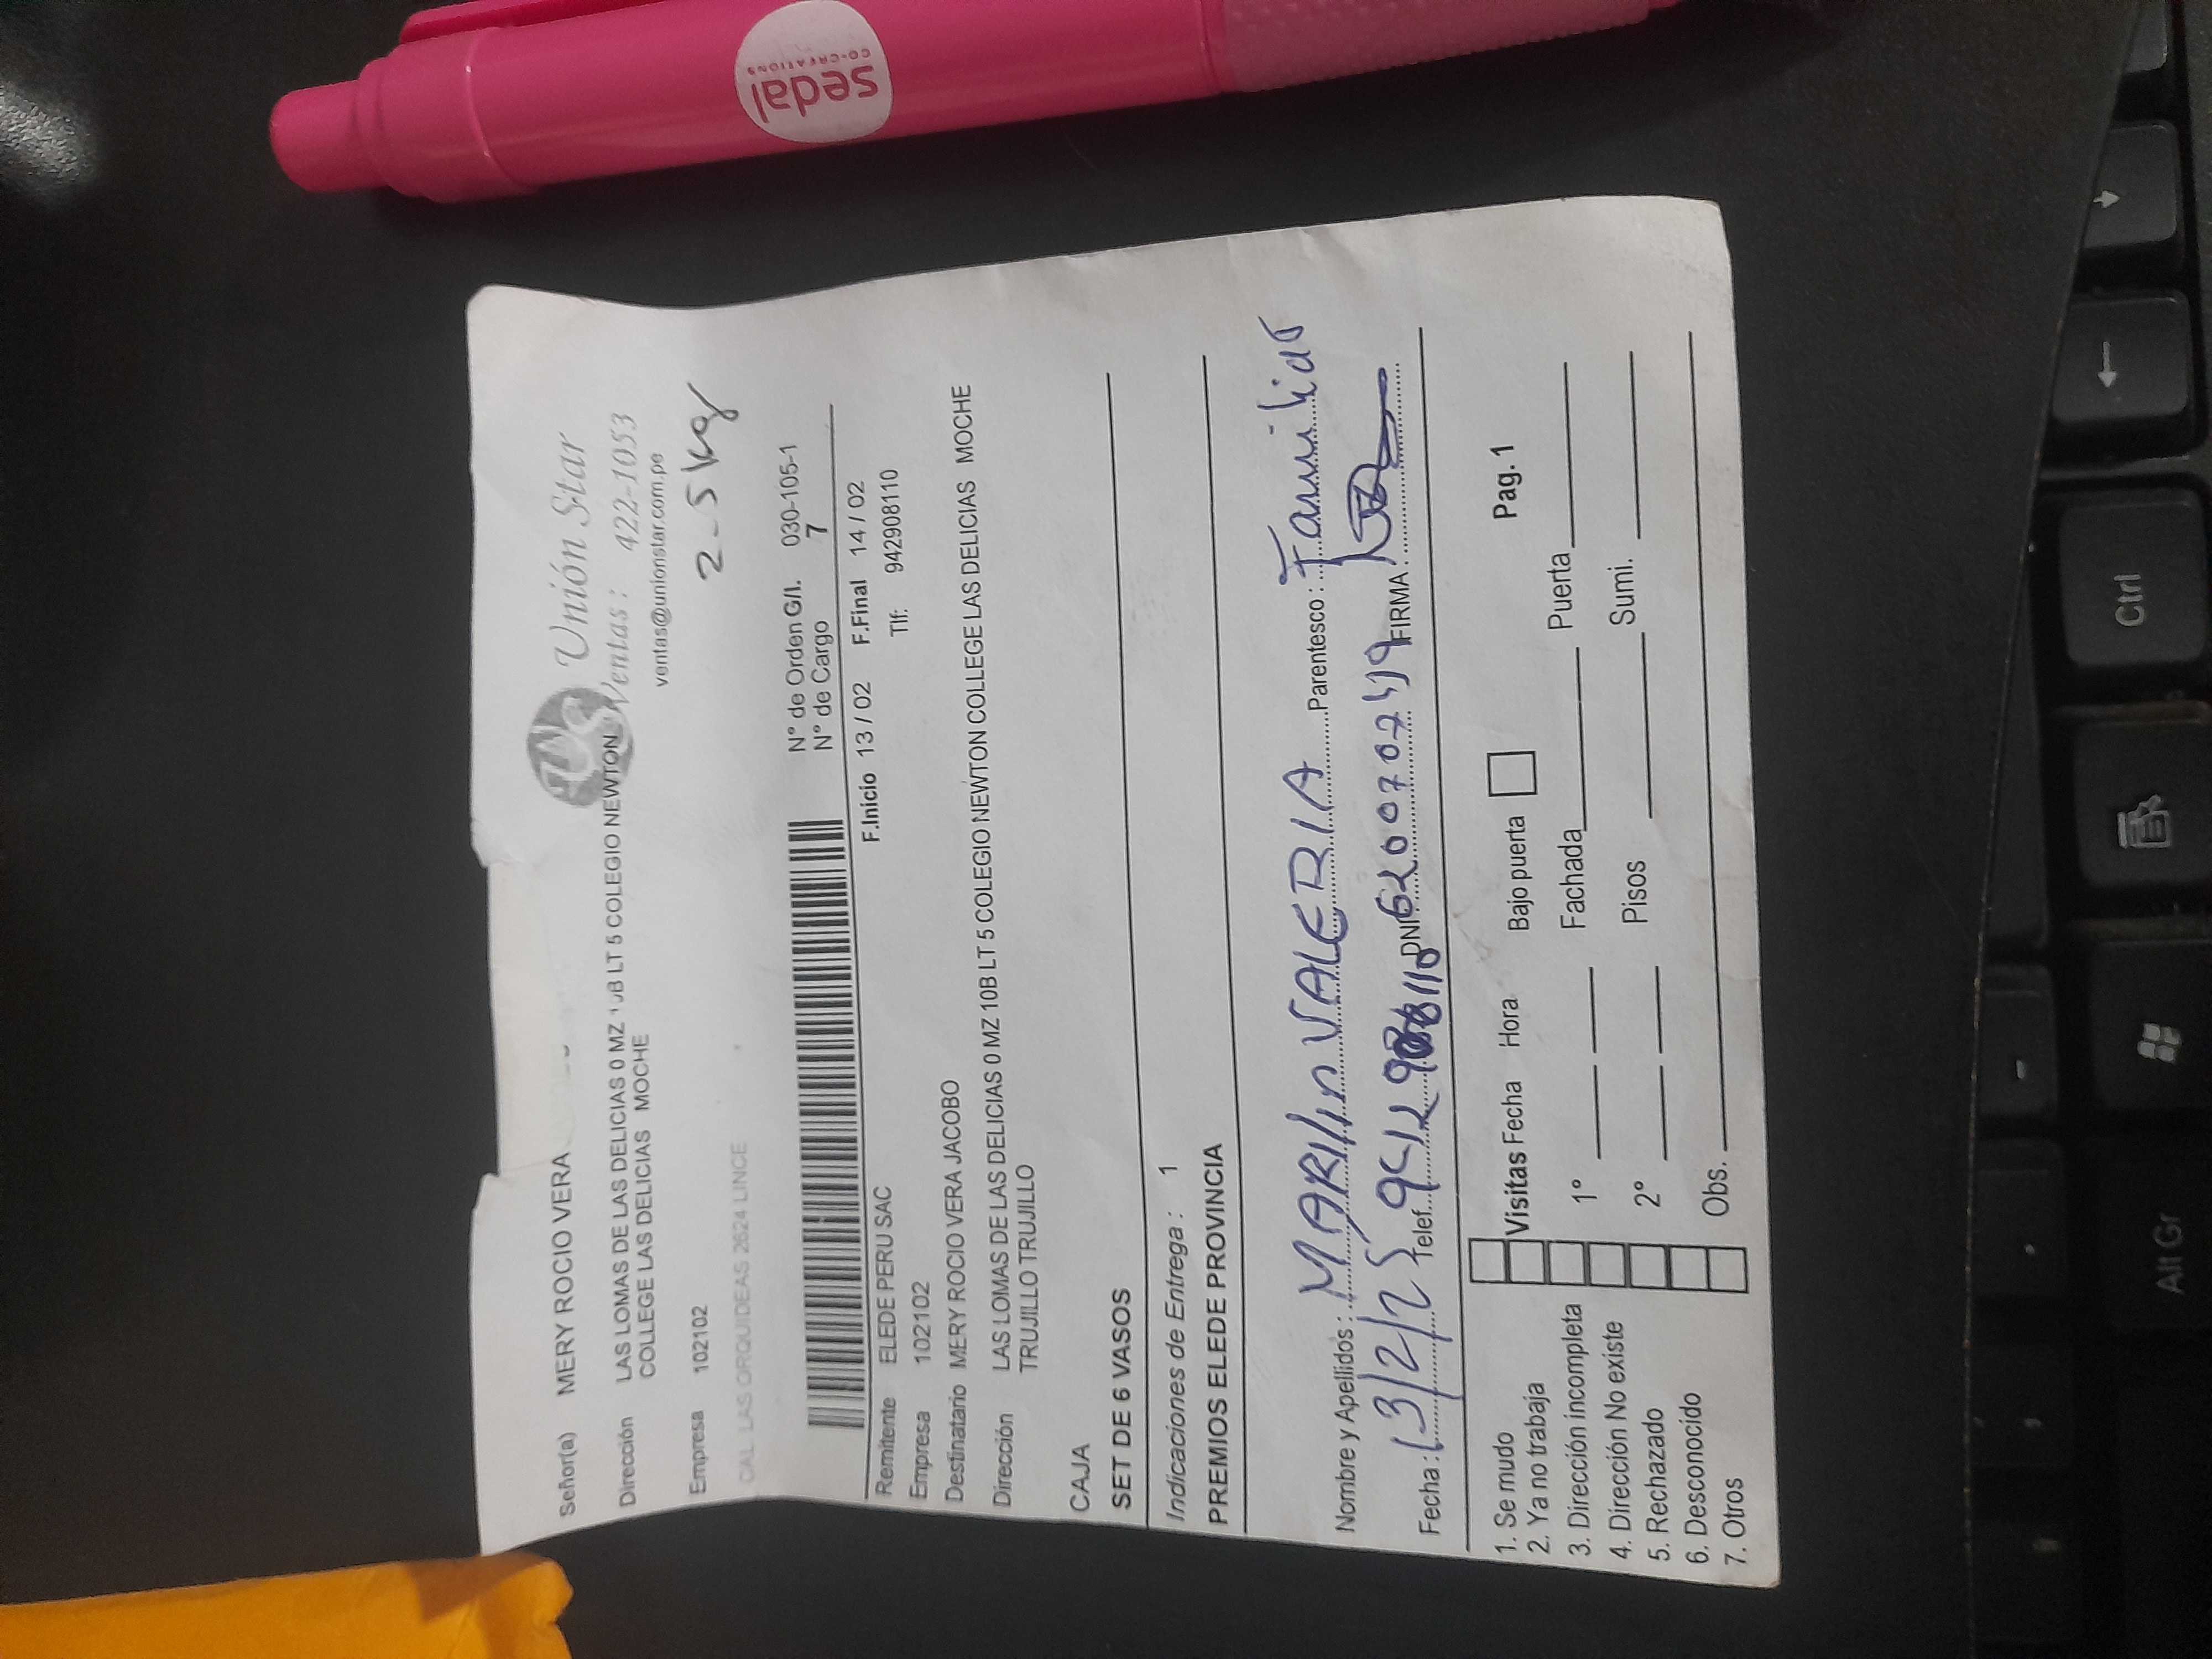 sedal
CO-CREATIONS
Unión Star
Ventas: 422-1053
ventas@unionstar.com.pe
Señor(a) MERY ROCIO VERA
Dirección LAS LOMAS DE LAS DELICIAS 0 MZ 10B LT 5 COLEGIO NEWTON
COLLEGE LAS DELICIAS MOCHE
2-5 kg
Empresa 102102
CAL LAS ORQUIDEAS 2624 LINCE
N° de Orden G/I. 030-105-1
N° de Cargo 7
F.Inicio 13 / 02 F.Final 14 / 02
Remitente ELEDE PERU SAC Tlf: 942908110
Empresa 102102
Destinatario MERY ROCIO VERA JACOBO
Dirección LAS LOMAS DE LAS DELICIAS 0 MZ 10B LT 5 COLEGIO NEWTON COLLEGE LAS DELICIAS MOCHE
TRUJILLO TRUJILLO
CAJA
SET DE 6 VASOS
Indicaciones de Entrega : 1
PREMIOS ELEDE PROVINCIA
Nombre y Apellidos : MARILIN VALERIA Parentesco : Familiar
Fecha : 13/2/25 Telef. DNI FIRMA
1. Se mudo
2. Ya no trabaja
3. Dirección incompleta
4. Dirección No existe
5. Rechazado
6. Desconocido
7. Otros
Visitas Fecha Hora Bajo puerta Pag. 1
1° Fachada Puerta
2° Pisos Sumi.
Obs.
Alt Gr
Ctrl